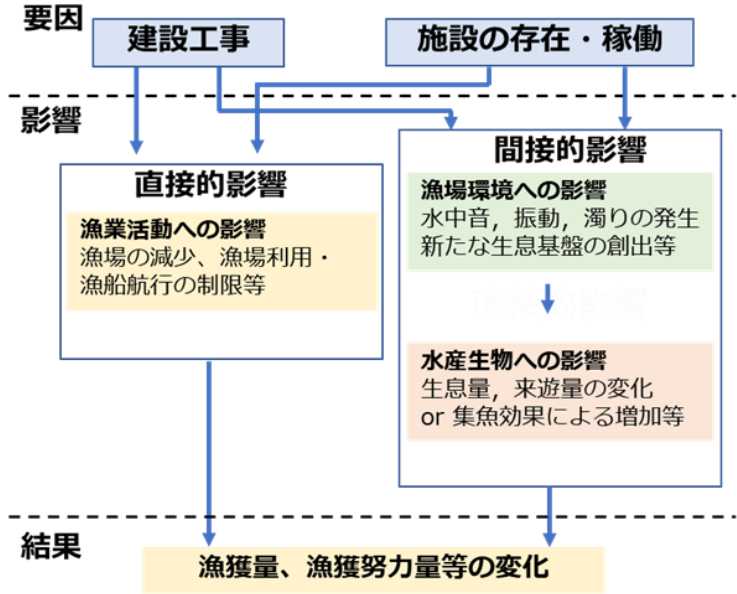 要因
建設工事
施設の存在・稼働
影響
直接的影響
漁業活動への影響
漁場の減少、漁場利用・
漁船航行の制限等
間接的影響
漁場環境への影響
水中音，振動，濁りの発生
新たな生息基盤の創出等
直接的影響
水産生物への影響
生息量，来遊量の変化
or 集魚効果による増加等
結果
漁獲量、漁獲努力量等の変化